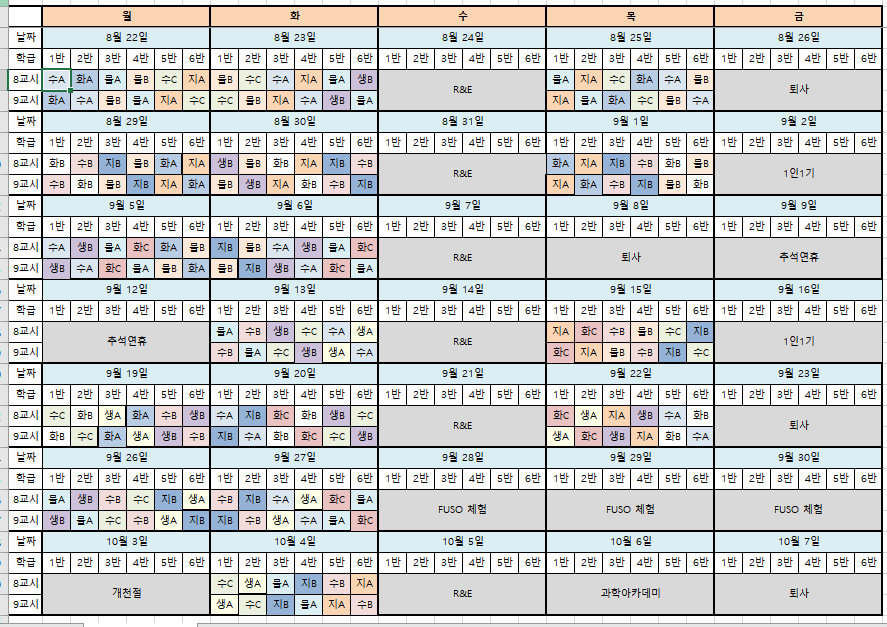 월 화 수 목 금
날짜 8월 22일 8월 23일 8월 24일 8월 25일 8월 26일
학급 1반 2반 3반 4반 5반 6반 1반 2반 3반 4반 5반 6반 1반 2반 3반 4반 5반 6반 1반 2반 3반 4반 5반 6반 1반 2반 3반 4반 5반 6반
8교시 수A 화A 물A 물B 수C 지A 물B 수C 수A 지A 물A 생B R&E 물A 지A 수C 화A 수A 물B 퇴사
9교시 화A 수A 물B 물A 지A 수C 수C 물B 지A 수A 생B 물A 지A 물A 화A 수C 물B 수A
날짜 8월 29일 8월 30일 8월 31일 9월 1일 9월 2일
학급 1반 2반 3반 4반 5반 6반 1반 2반 3반 4반 5반 6반 1반 2반 3반 4반 5반 6반 1반 2반 3반 4반 5반 6반 1반 2반 3반 4반 5반 6반
8교시 화B 수B 지B 물B 화A 지A 생B 물B 화B 지A 지B 수B R&E 화A 지A 지B 수B 화B 물B 1인1기
9교시 수B 화B 물B 지B 지A 화A 물B 생B 지A 화B 수B 지B 지A 화A 수B 지B 물B 화B
날짜 9월 5일 9월 6일 9월 7일 9월 8일 9월 9일
학급 1반 2반 3반 4반 5반 6반 1반 2반 3반 4반 5반 6반 1반 2반 3반 4반 5반 6반 1반 2반 3반 4반 5반 6반 1반 2반 3반 4반 5반 6반
8교시 수A 생B 물A 화C 화A 물B 지B 물B 수A 생B 물A 화C R&E 퇴사 추석연휴
9교시 생B 수A 화C 물A 물B 화A 물B 지B 생B 수A 화C 물A
날짜 9월 12일 9월 13일 9월 14일 9월 15일 9월 16일
학급 1반 2반 3반 4반 5반 6반 1반 2반 3반 4반 5반 6반 1반 2반 3반 4반 5반 6반 1반 2반 3반 4반 5반 6반 1반 2반 3반 4반 5반 6반
8교시 추석연휴 물A 수B 생B 수C 수A 생A R&E 지A 화C 수B 물B 수C 지B 1인1기
9교시 수B 물A 수C 생B 생A 수A 화C 지A 물B 수B 지B 수C
날짜 9월 19일 9월 20일 9월 21일 9월 22일 9월 23일
학급 1반 2반 3반 4반 5반 6반 1반 2반 3반 4반 5반 6반 1반 2반 3반 4반 5반 6반 1반 2반 3반 4반 5반 6반 1반 2반 3반 4반 5반 6반
8교시 수C 화B 생A 화A 수B 생B 수A 지B 화C 화B 생B 수C R&E 화C 생A 지A 생B 수A 화B 퇴사
9교시 화B 수C 화A 생A 생B 수B 지B 수A 화B 화C 수C 생B 생A 화C 생B 지A 화B 수A
날짜 9월 26일 9월 27일 9월 28일 9월 29일 9월 30일
학급 1반 2반 3반 4반 5반 6반 1반 2반 3반 4반 5반 6반 1반 2반 3반 4반 5반 6반 1반 2반 3반 4반 5반 6반 1반 2반 3반 4반 5반 6반
8교시 물A 생B 수B 수C 지B 생A 수B 지B 수A 생A 화C 물A FUSO 체험 FUSO 체험 FUSO 체험
9교시 생B 물A 수C 수B 생A 지B 지B 수B 생A 수A 물A 화C
날짜 10월 3일 10월 4일 10월 5일 10월 6일 10월 7일
학급 1반 2반 3반 4반 5반 6반 1반 2반 3반 4반 5반 6반 1반 2반 3반 4반 5반 6반 1반 2반 3반 4반 5반 6반 1반 2반 3반 4반 5반 6반
8교시 개천절 수C 생A 물A 지B 수B 지A R&E 과학아카데미 퇴사
9교시 생A 수C 지B 물A 지A 수B